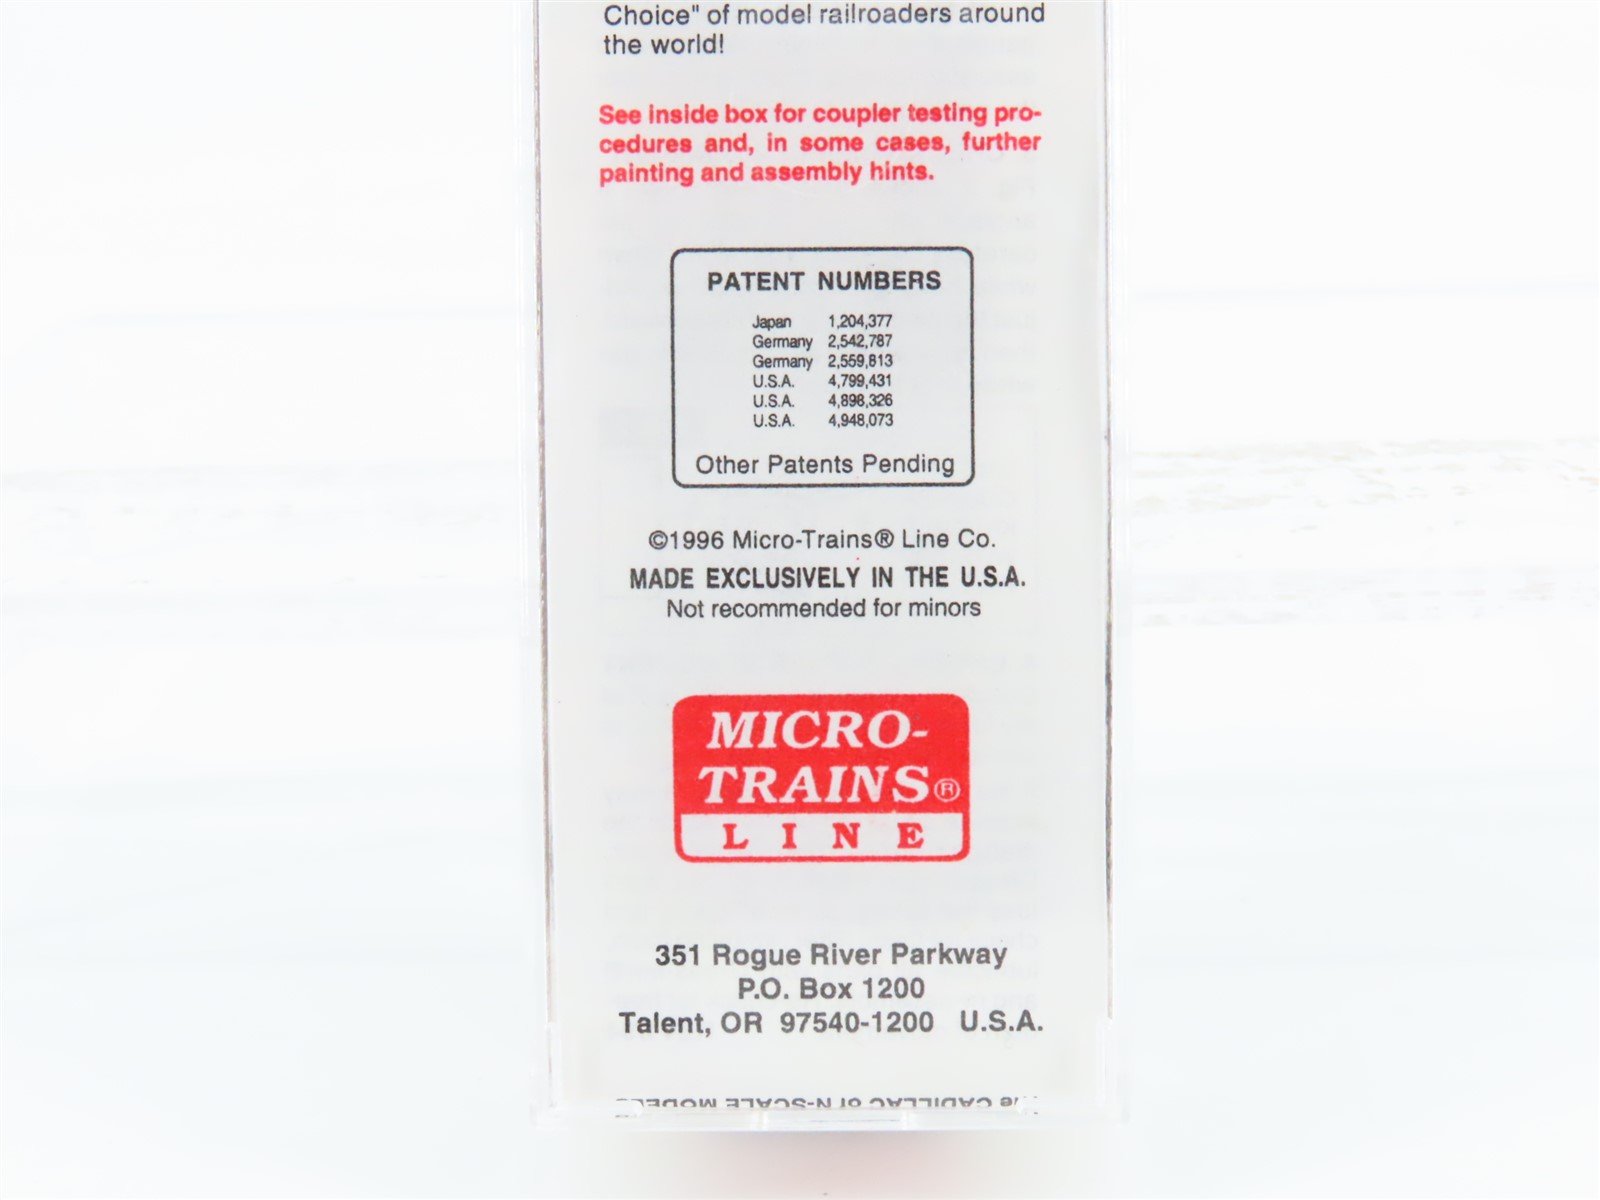 Choice" of model railroaders around
the world!
See inside box for coupler testing pro-
cedures and, in some cases, further
painting and assembly hints.
PATENT NUMBERS
Japan 1,204,377
Germany 2,542,787
Germany 2,559,813
U.S.A. 4,799,431
U.S.A. 4,898,326
U.S.A. 4,948,073
Other Patents Pending
©1996 Micro-Trains® Line Co.
MADE EXCLUSIVELY IN THE U.S.A.
Not recommended for minors
MICRO-
TRAINS®
LINE
351 Rogue River Parkway
P.O. Box 1200
Talent, OR 97540-1200 U.S.A.
CADILLAC of N-SCALE MODELS